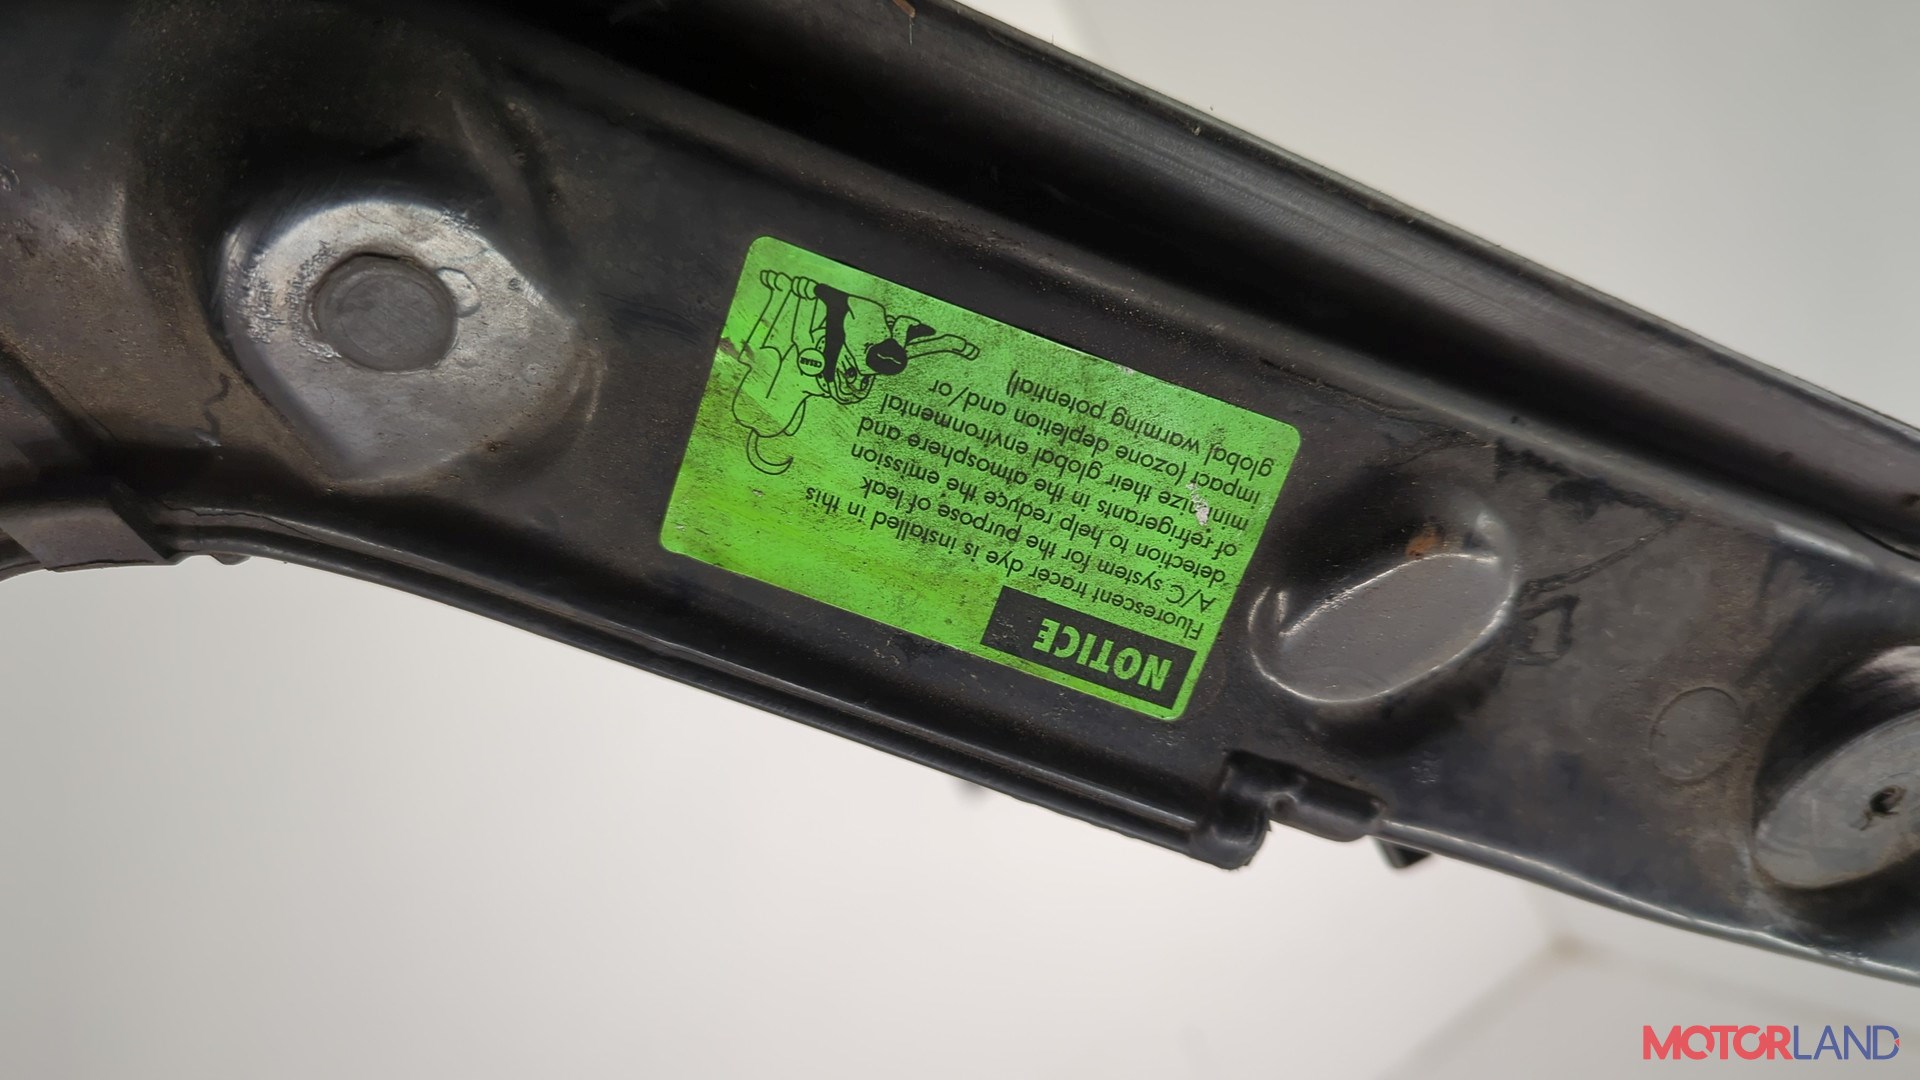 NOTICE
Fluorescent tracer dye is installed in this
A/C system for the purpose of leak
detection to help reduce the emission
of refrigerants in the atmosphere and
minimize their global environmental
impact (ozone depletion and/or
global warming potential)
MOTORLAND